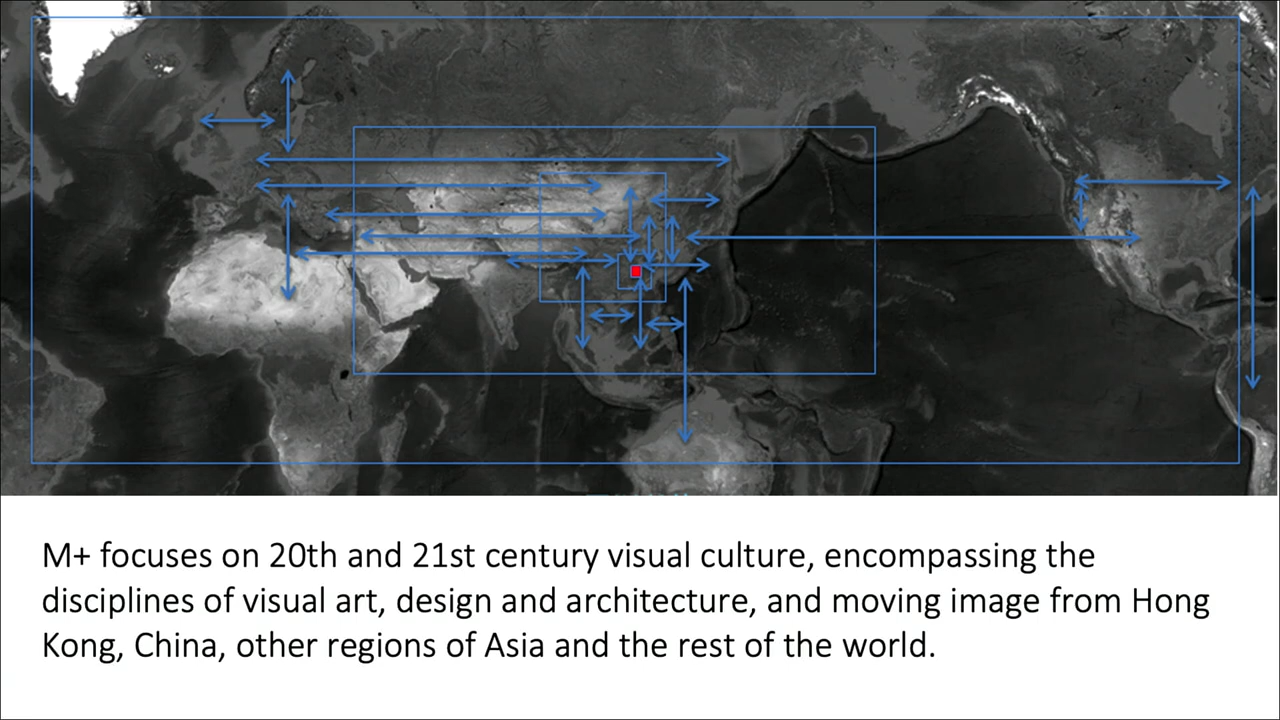 M+ focuses on 20th and 21st century visual culture, encompassing the
disciplines of visual art, design and architecture, and moving image from Hong
Kong, China, other regions of Asia and the rest of the world.